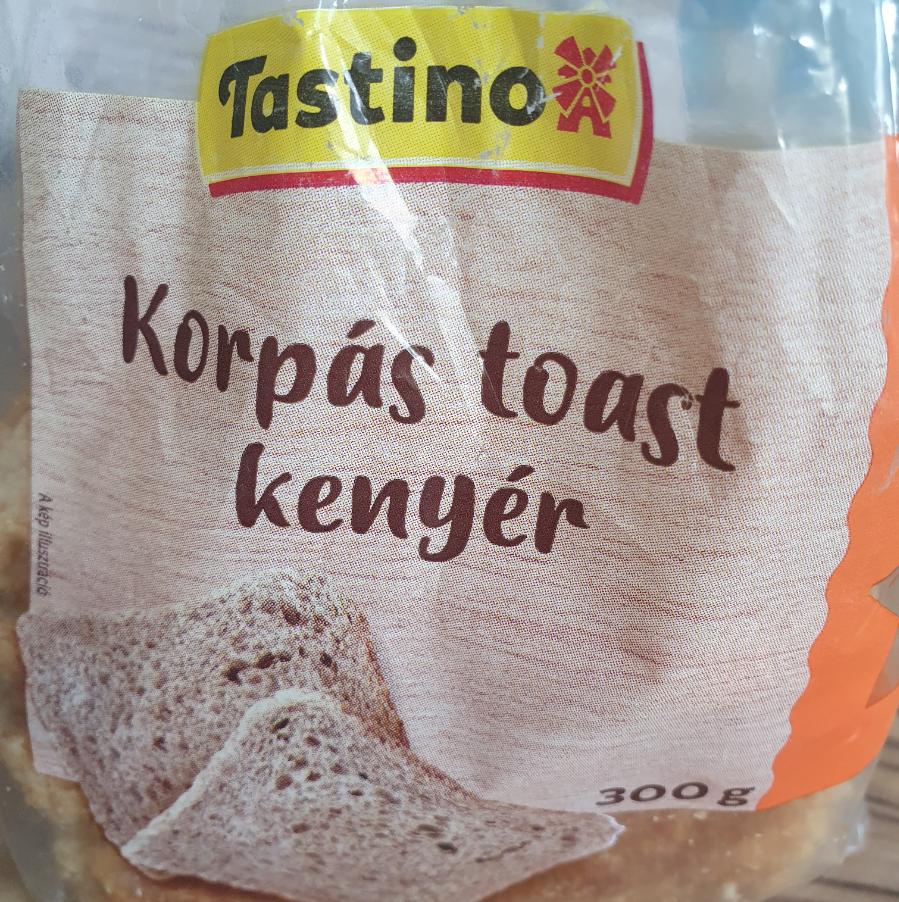 Tastino
Korpás toast
kenyér
A kép illusztráció
300 g